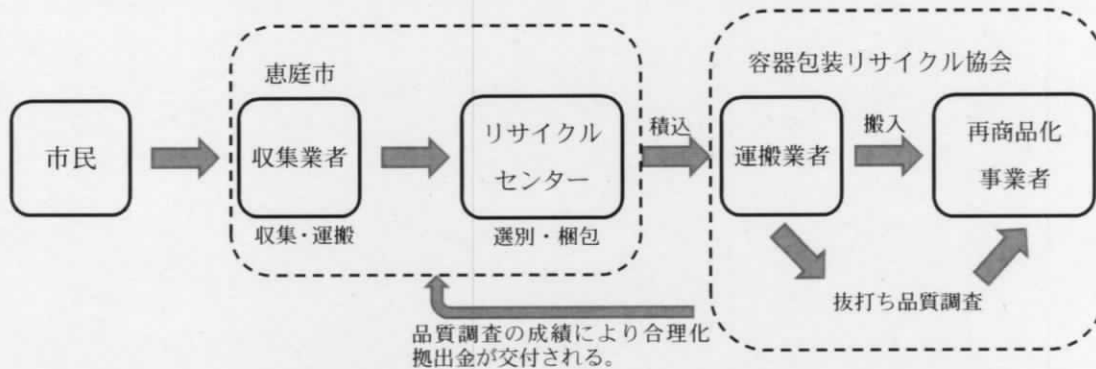 恵庭市
容器包装リサイクル協会
市民
収集業者
収集・運搬
リサイクル
センター
選別・梱包
積込
運搬業者
搬入
再商品化
事業者
抜打ち品質調査
品質調査の成績により合理化
拠出金が交付される。